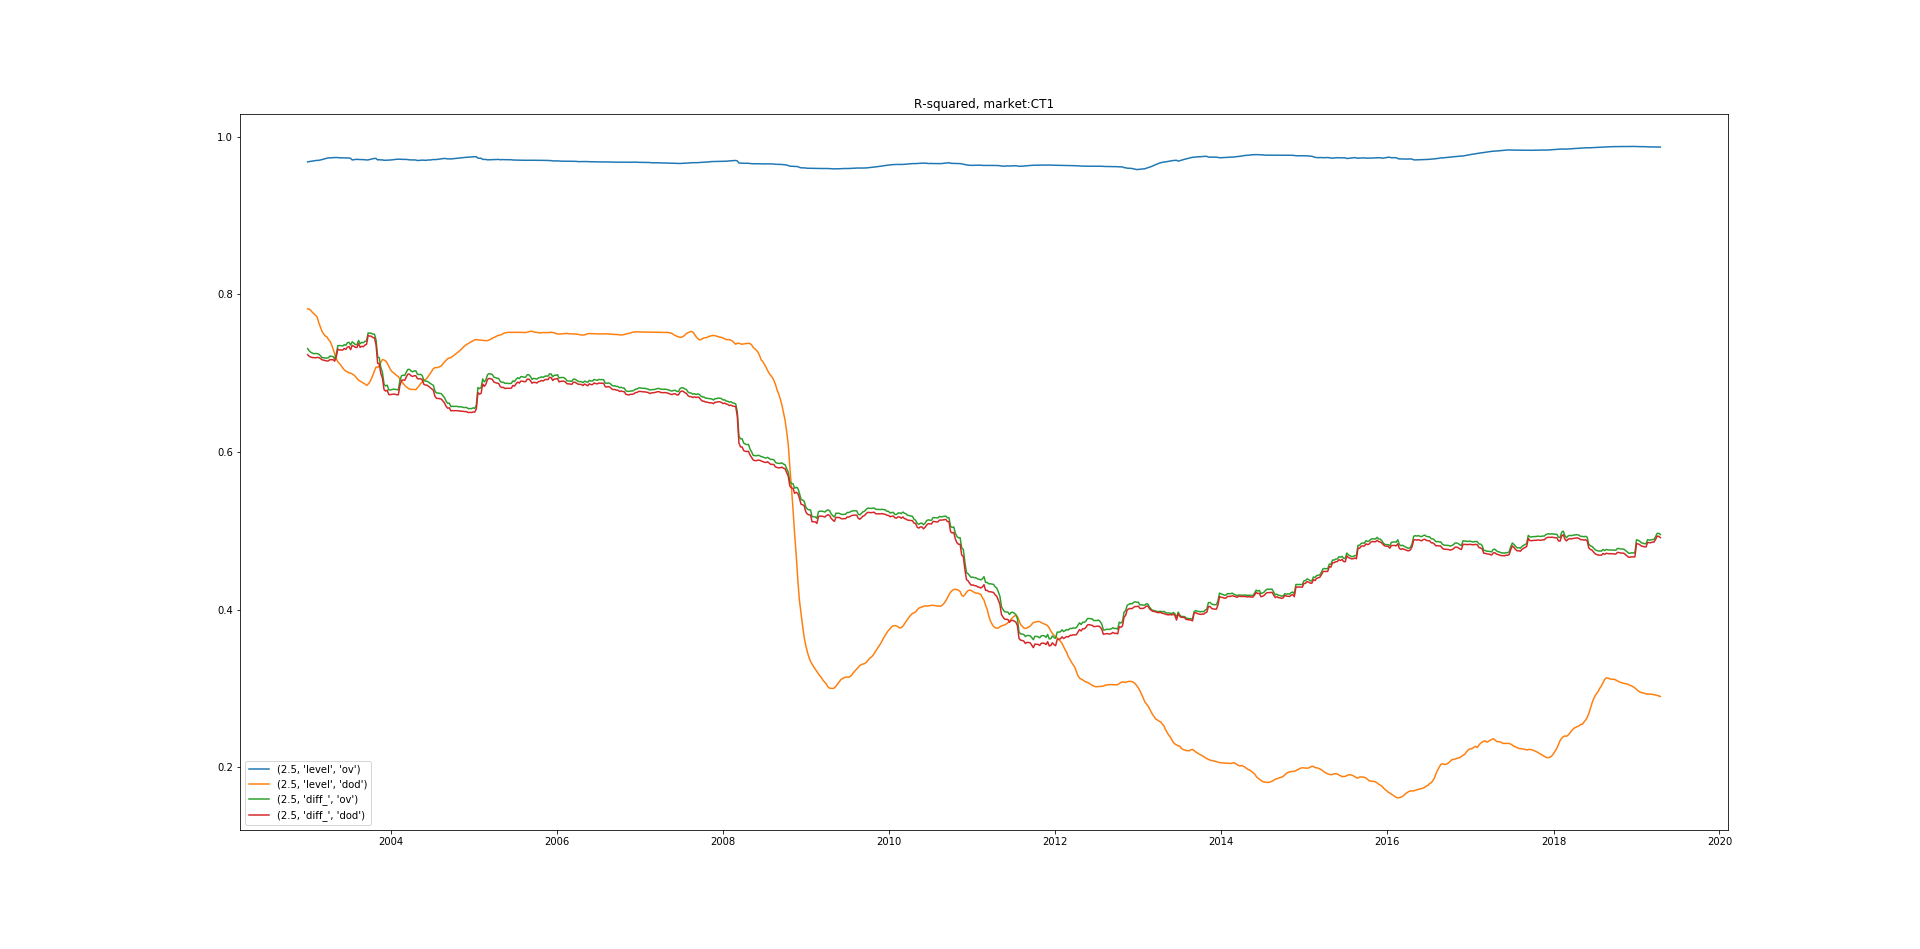 R-squared, market:CT1
1.0
0.8
0.6
0.4
0.2
(2.5, 'level', 'ov')
(2.5, 'level', 'dod')
(2.5, 'diff_', 'ov')
(2.5, 'diff_', 'dod')
2004 2006 2008 2010 2012 2014 2016 2018 2020